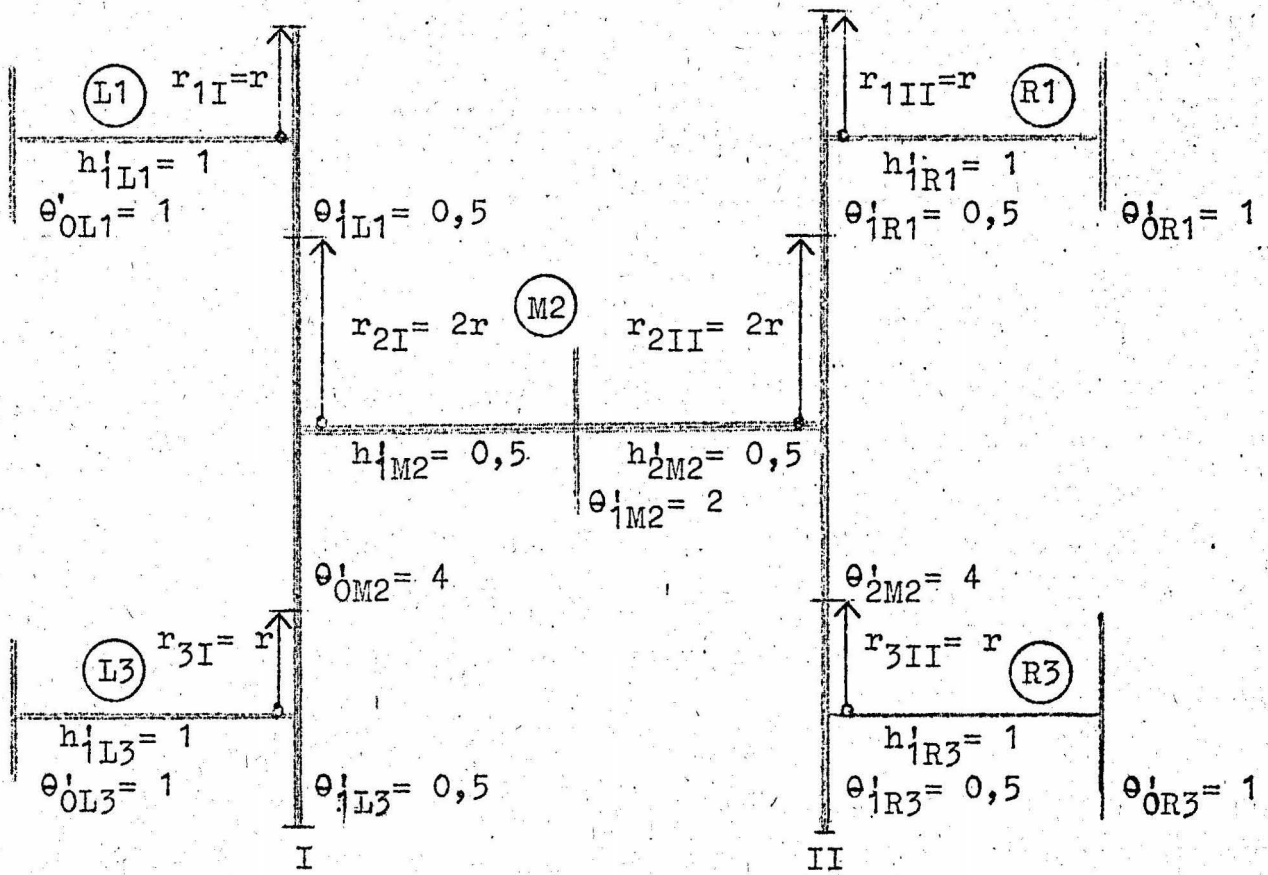 L1 r1I=r r1II=r R1
h'1L1= 1 h'1R1= 1
θ'0L1= 1 θ'1L1= 0,5 θ'1R1= 0,5 θ'0R1= 1
r2I= 2r M2 r2II= 2r
h'1M2= 0,5 h'2M2= 0,5
θ'1M2= 2
θ'0M2= 4 θ'2M2= 4
L3 r3I= r r3II= r R3
h'1L3= 1 h'1R3= 1
θ'0L3= 1 θ'1L3= 0,5 θ'1R3= 0,5 θ'0R3= 1
I II